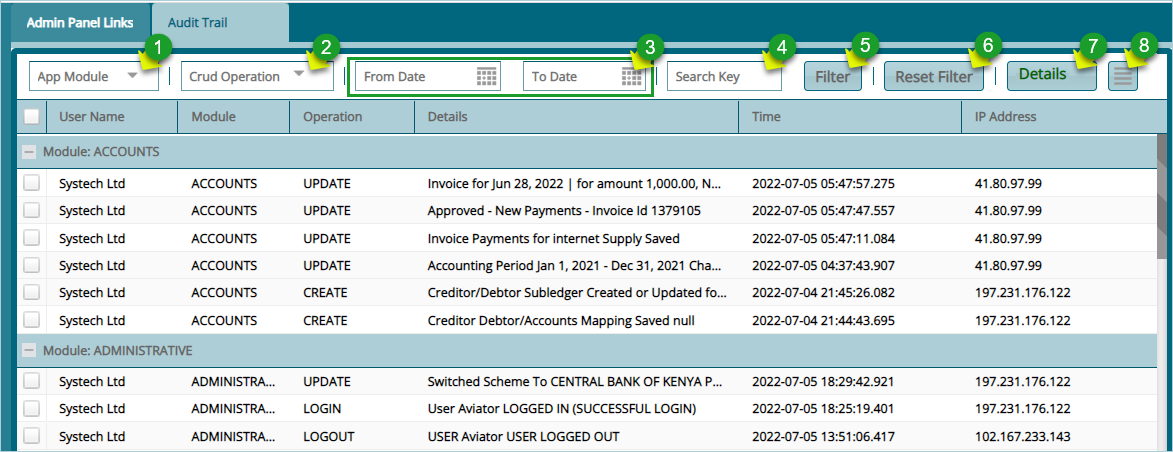 Admin Panel Links Audit Trail
1 2 3 4 5 6 7 8
App Module Crud Operation From Date To Date Search Key Filter Reset Filter Details
User Name Module Operation Details Time IP Address
Module: ACCOUNTS
Systech Ltd ACCOUNTS UPDATE Invoice for Jun 28, 2022 | for amount 1,000.00, N... 2022-07-05 05:47:57.275 41.80.97.99
Systech Ltd ACCOUNTS UPDATE Approved - New Payments - Invoice Id 1379105 2022-07-05 05:47:47.557 41.80.97.99
Systech Ltd ACCOUNTS UPDATE Invoice Payments for internet Supply Saved 2022-07-05 05:47:11.084 41.80.97.99
Systech Ltd ACCOUNTS UPDATE Accounting Period Jan 1, 2021 - Dec 31, 2021 Cha... 2022-07-05 04:37:43.907 41.80.97.99
Systech Ltd ACCOUNTS CREATE Creditor/Debtor Subledger Created or Updated fo... 2022-07-04 21:45:26.082 197.231.176.122
Systech Ltd ACCOUNTS CREATE Creditor Debtor/Accounts Mapping Saved null 2022-07-04 21:44:43.695 197.231.176.122
Module: ADMINISTRATIVE
Systech Ltd ADMINISTRA... UPDATE Switched Scheme To CENTRAL BANK OF KENYA P... 2022-07-05 18:29:42.921 197.231.176.122
Systech Ltd ADMINISTRA... LOGIN User Aviator LOGGED IN (SUCCESSFUL LOGIN) 2022-07-05 18:25:19.401 197.231.176.122
Systech Ltd ADMINISTRA... LOGOUT USER Aviator USER LOGGED OUT 2022-07-05 13:51:06.417 102.167.233.143